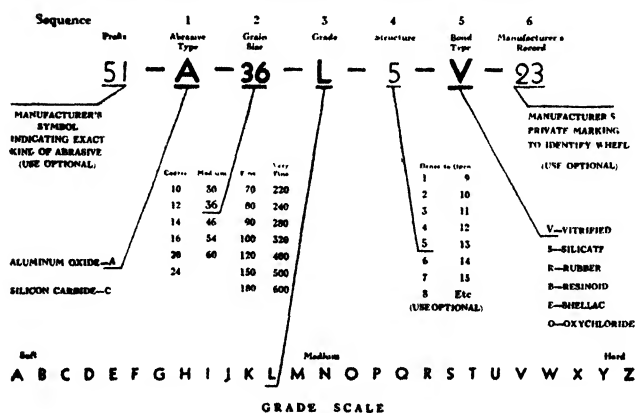 Sequence 1 2 3 4 5 6
Prefix Abrasive Type Grain Size Grade Structure Bond Type Manufacturer's Record
51 – A – 36 – L – 5 – V – 23
MANUFACTURER'S
SYMBOL
INDICATING EXACT
KIND OF ABRASIVE
(USE OPTIONAL)
MANUFACTURER'S
PRIVATE MARKING
TO IDENTIFY WHEEL
(USE OPTIONAL)
Coarse Medium Fine Very Fine
10 30 70 220
12 36 80 240
14 46 90 280
16 54 100 320
20 60 120 400
24 150 500
180 600
ALUMINUM OXIDE—A
SILICON CARBIDE—C
Dense to Open
1 9
2 10
3 11
4 12
5 13
6 14
7 15
8 Etc
(USE OPTIONAL)
V—VITRIFIED
S—SILICATE
R—RUBBER
B—RESINOID
E—SHELLAC
O—OXYCHLORIDE
Soft Medium Hard
A B C D E F G H I J K L M N O P Q R S T U V W X Y Z
GRADE SCALE